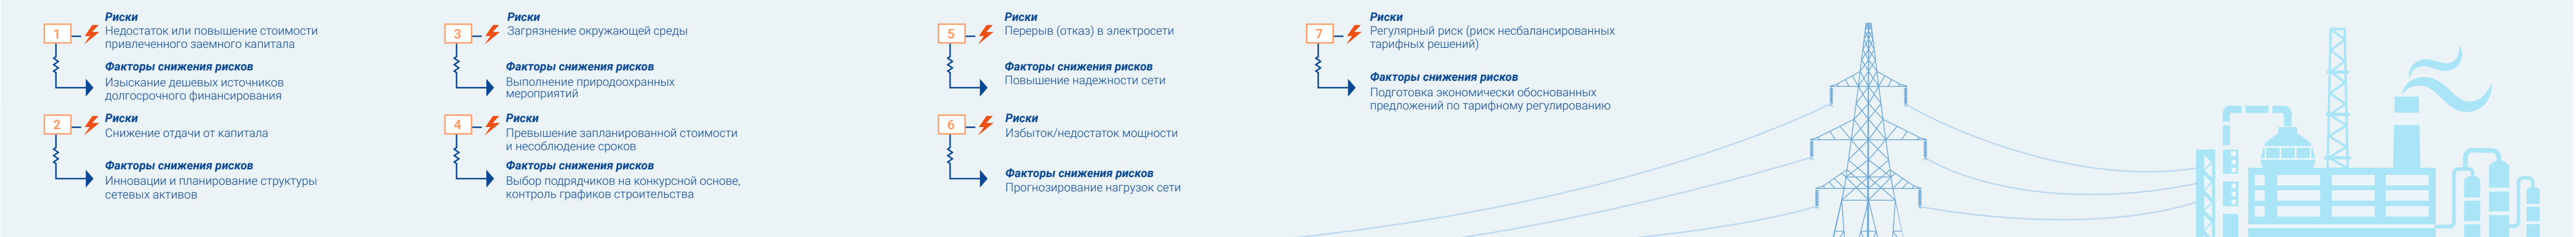 1
Риски
Недостаток или повышение стоимости
привлеченного заемного капитала
Факторы снижения рисков
Изыскание дешевых источников
долгосрочного финансирования
2
Риски
Снижение отдачи от капитала
Факторы снижения рисков
Инновации и планирование структуры
сетевых активов
3
Риски
Загрязнение окружающей среды
Факторы снижения рисков
Выполнение природоохранных
мероприятий
4
Риски
Превышение запланированной стоимости
и несоблюдение сроков
Факторы снижения рисков
Выбор подрядчиков на конкурсной основе,
контроль графиков строительства
5
Риски
Перерыв (отказ) в электросети
Факторы снижения рисков
Повышение надежности сети
6
Риски
Избыток/недостаток мощности
Факторы снижения рисков
Прогнозирование нагрузок сети
7
Риски
Регулярный риск (риск несбалансированных
тарифных решений)
Факторы снижения рисков
Подготовка экономически обоснованных
предложений по тарифному регулированию